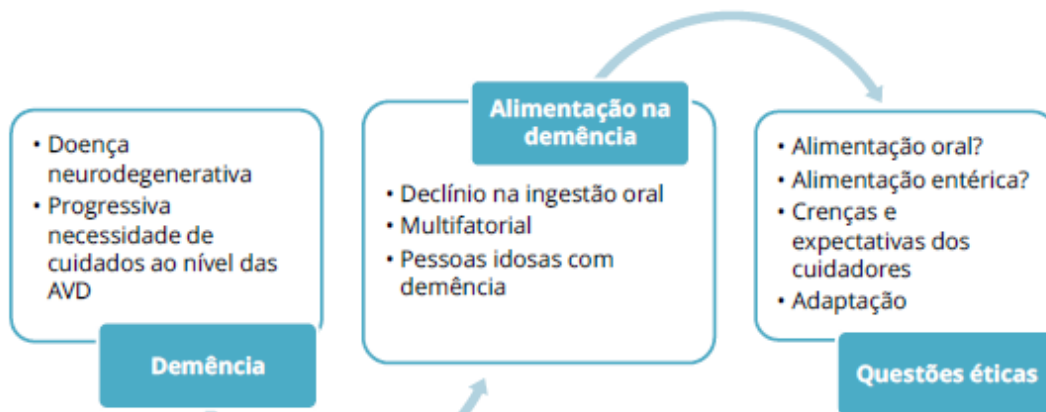 • Doença
neurodegenerativa
• Progressiva
necessidade de
cuidados ao nível das
AVD
Demência
Alimentação na
demência
• Declínio na ingestão oral
• Multifatorial
• Pessoas idosas com
demência
• Alimentação oral?
• Alimentação entérica?
• Crenças e
expectativas dos
cuidadores
• Adaptação
Questões éticas